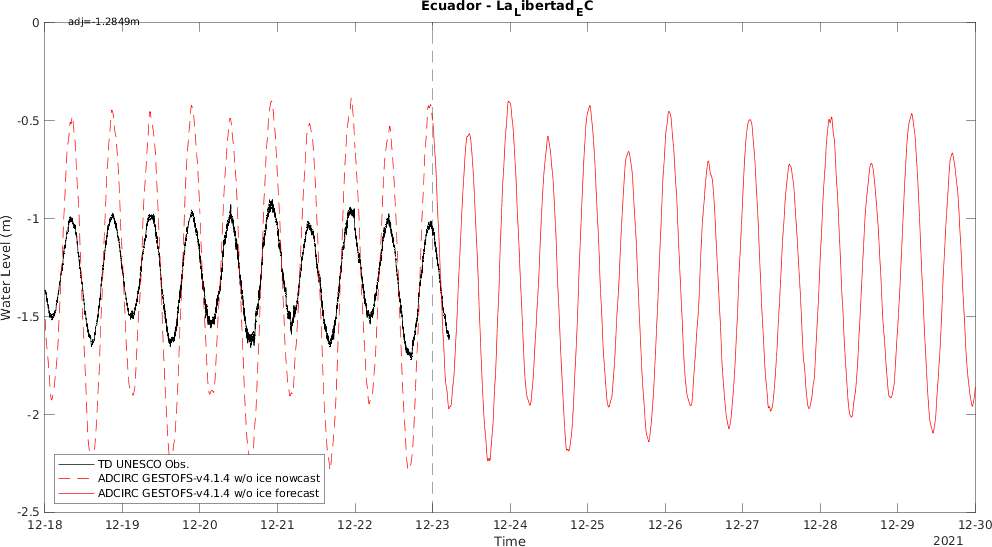 Ecuador - LaLibertadEC
adj=-1.2849m
0
-0.5
-1
-1.5
-2
-2.5
Water Level (m)
TD UNESCO Obs.
ADCIRC GESTOFS-v4.1.4 w/o ice nowcast
ADCIRC GESTOFS-v4.1.4 w/o ice forecast
12-18 12-19 12-20 12-21 12-22 12-23 12-24 12-25 12-26 12-27 12-28 12-29 12-30
Time
2021